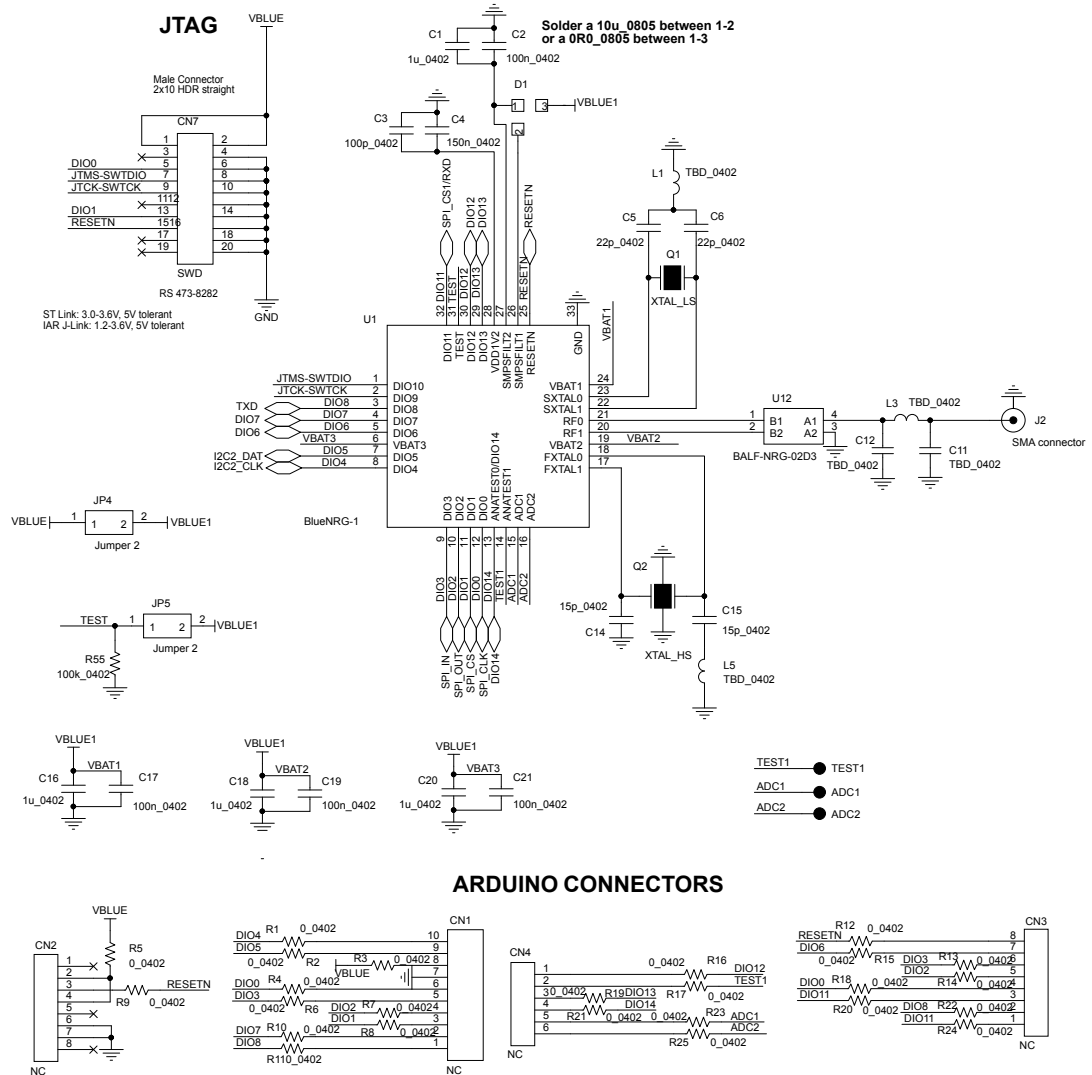 JTAG
VBLUE
Male Connector
2x10 HDR straight
CN7
1
2
3
4
DIO0
5
6
JTMS-SWTDIO
7
8
JTCK-SWTCK
9
10
1112
DIO1
13
14
RESETN
1516
17
18
19
20
SWD
RS 473-8282
GND
ST Link: 3.0-3.6V, 5V tolerant
IAR J-Link: 1.2-3.6V, 5V tolerant
C1
C2
1u_0402
100n_0402
Solder a 10u_0805 between 1-2
or a 0R0_0805 between 1-3
D1
1
3
VBLUE1
2
C3
C4
100p_0402
150n_0402
SPI_CS1/RXD
DIO12
DIO13
RESETN
32
DIO11
31
TEST
30
DIO12
29
DIO13
28
27
26
25
RESETN
33
VBAT1
L1
TBD_0402
C5
C6
22p_0402
22p_0402
Q1
XTAL_LS
U1
DIO11
TEST
DIO12
DIO13
VDD1V2
SMPSFILT2
SMPSFILT1
RESETN
GND
JTMS-SWTDIO
1
DIO10
JTCK-SWTCK
2
DIO9
TXD
DIO8
3
DIO8
DIO7
DIO7
4
DIO7
DIO6
DIO6
5
DIO6
VBAT3
6
VBAT3
I2C2_DAT
DIO5
7
DIO5
I2C2_CLK
DIO4
8
DIO4
VBAT1
24
SXTAL0
23
SXTAL1
22
RF0
21
RF1
20
VBAT2
19
VBAT2
FXTAL0
18
FXTAL1
17
DIO3
DIO2
DIO1
DIO0
ANATEST0/DIO14
ANATEST1
ADC1
ADC2
BlueNRG-1
9
10
11
12
13
14
15
16
DIO3
DIO2
DIO1
DIO0
DIO14
TEST1
ADC1
ADC2
SPI_IN
SPI_OUT
SPI_CS
SPI_CLK
DIO14
U12
1
B1
A1
4
2
B2
A2
3
BALF-NRG-02D3
L3
TBD_0402
J2
SMA connector
C12
TBD_0402
C11
TBD_0402
Q2
15p_0402
C14
XTAL_HS
C15
15p_0402
L5
TBD_0402
JP4
VBLUE
1
1
2
2
VBLUE1
Jumper 2
TEST
JP5
1
1
2
2
VBLUE1
Jumper 2
R55
100k_0402
VBLUE1
C16
VBAT1
C17
1u_0402
100n_0402
VBLUE1
C18
VBAT2
C19
1u_0402
100n_0402
VBLUE1
C20
VBAT3
C21
1u_0402
100n_0402
TEST1
TEST1
ADC1
ADC1
ADC2
ADC2
-
ARDUINO CONNECTORS
VBLUE
CN2
R5
0_0402
1
2
3
4
5
6
7
8
RESETN
R9
0_0402
NC
CN1
DIO4
R1
0_0402
10
DIO5
9
0_0402
R2
R3
0_0402
8
VBLUE
7
DIO0
R4
0_0402
6
DIO3
5
0_0402
R6
DIO2
R7
0_0402
4
DIO1
3
DIO7
R10
0_0402
R8
0_0402
2
DIO8
1
R11
0_0402
NC
CN4
1
0_0402
R16
DIO12
2
TEST1
R17
0_0402
3
0_0402
R19
DIO13
4
DIO14
R21
0_0402
5
0_0402
R23
ADC1
6
ADC2
R25
0_0402
NC
CN3
R12
0_0402
RESETN
8
DIO6
7
0_0402
R15
DIO3
R13
0_0402
6
DIO2
5
R14
0_0402
DIO0
R18
0_0402
4
DIO11
3
R20
0_0402
DIO8
R22
0_0402
2
DIO11
1
R24
0_0402
NC